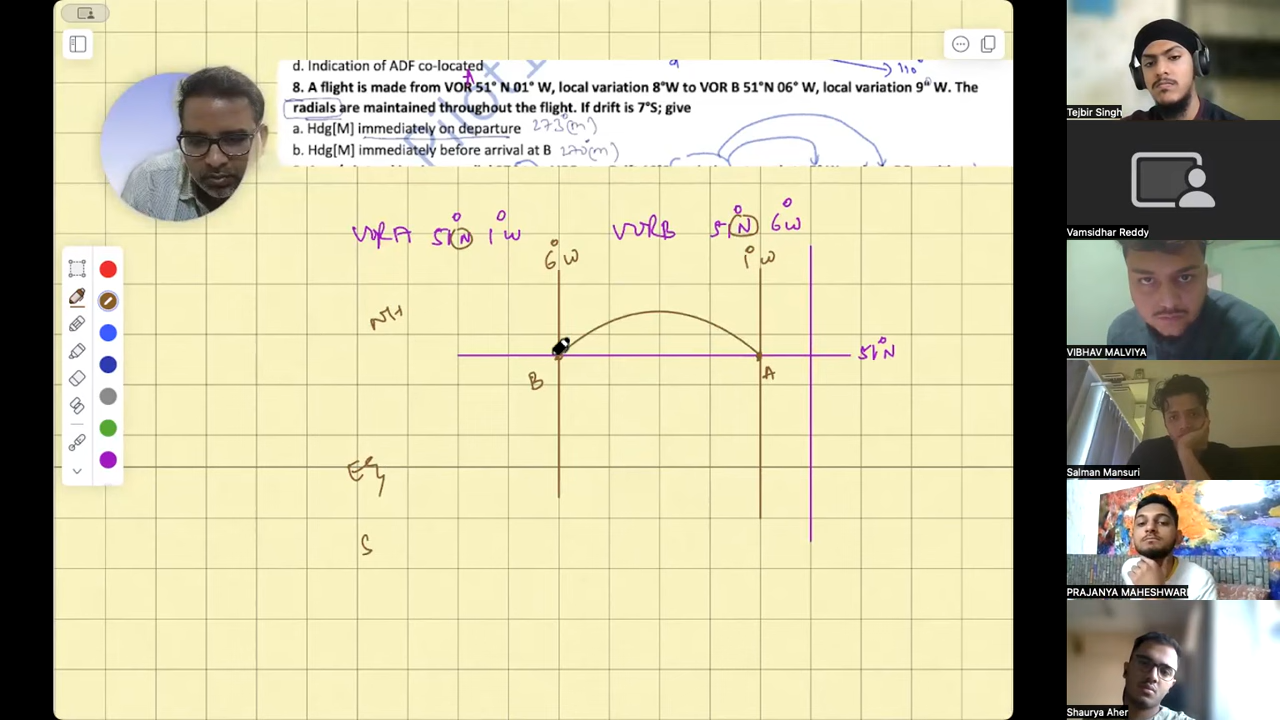 d. Indication of ADF co-located
8. A flight is made from VOR 51° N 01° W, local variation 8°W to VOR B 51°N 06° W, local variation 9° W. The
radials are maintained throughout the flight. If drift is 7°S; give
a. Hdg[M] immediately on departure 273°(m)
b. Hdg[M] immediately before arrival at B 270°(m)
110°
VOR A 51°N 1°W VOR B 51°N 6°W
6°W 1°W
NH
51°N
B A
Eq
S
Tejbir Singh
Vamsidhar Reddy
VIBHAV MALVIYA
Salman Mansuri
PRAJANYA MAHESHWARI
Shaurya Aher